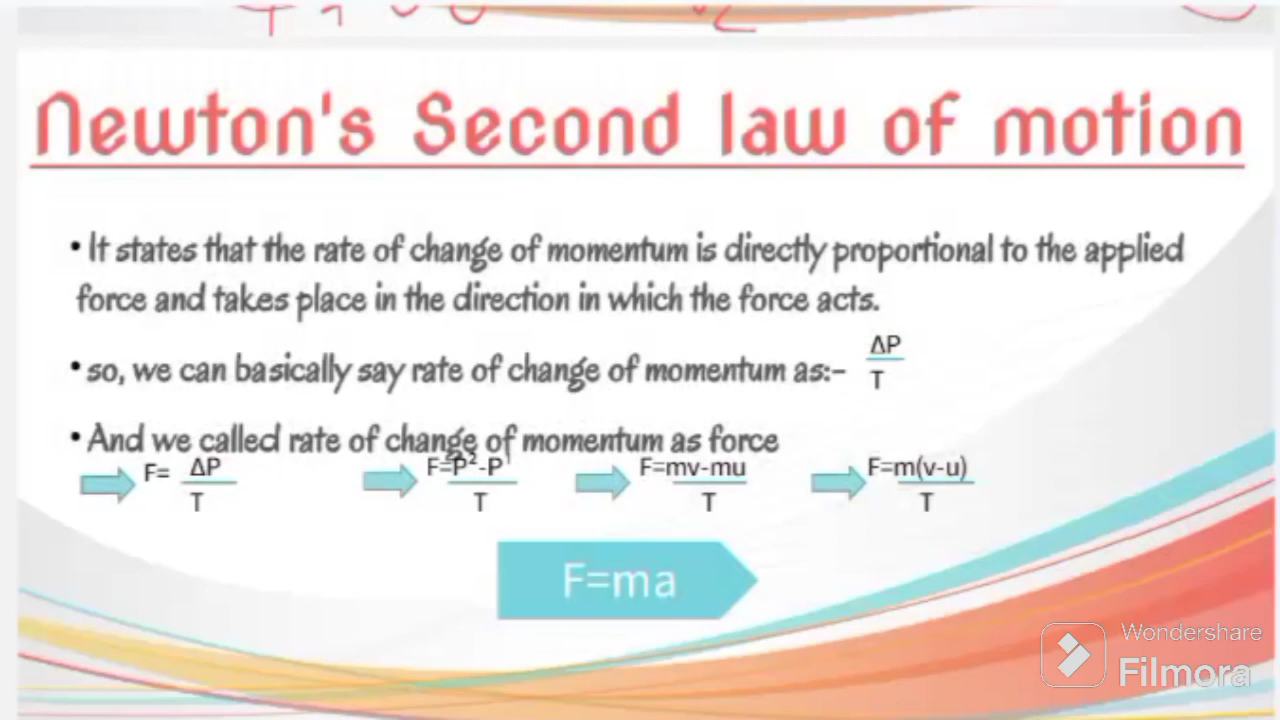 Newton's Second law of motion
• It states that the rate of change of momentum is directly proportional to the applied
force and takes place in the direction in which the force acts.
• so, we can basically say rate of change of momentum as:- ΔP
T
• And we called rate of change of momentum as force
F= ΔP F=P²-P¹ F=mv-mu F=m(v-u)
T T T T
F=ma
Wondershare
Filmora